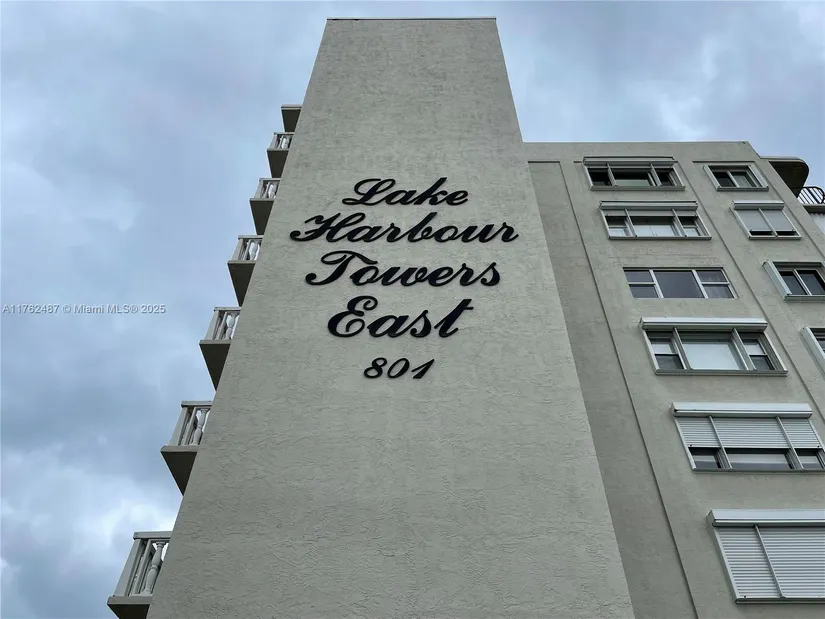 Lake
Harbour
Towers
East
801
A11762487 © Miami MLS® 2025